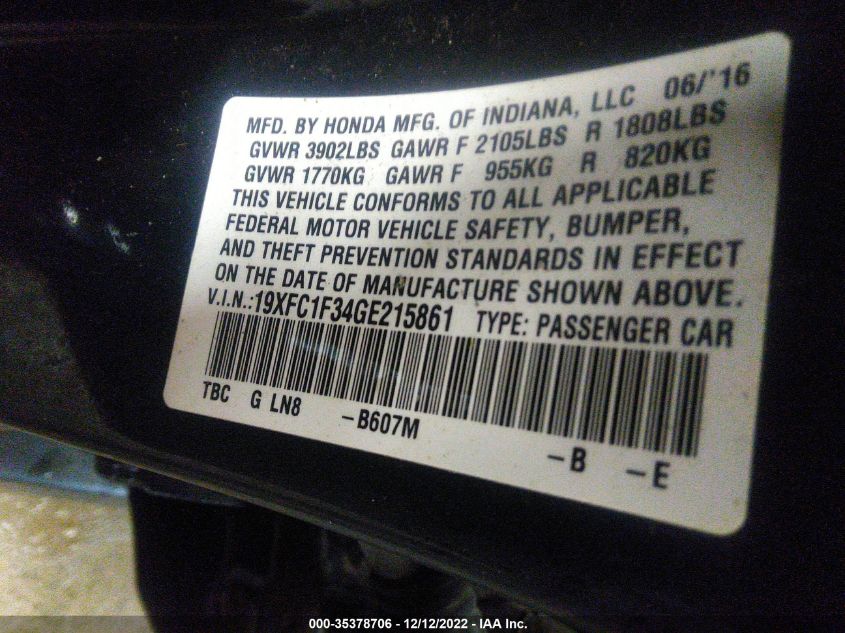 MFD. BY HONDA MFG. OF INDIANA, LLC 06/'16
GVWR 3902LBS GAWR F 2105LBS R 1808LBS
GVWR 1770KG GAWR F 955KG R 820KG
THIS VEHICLE CONFORMS TO ALL APPLICABLE
FEDERAL MOTOR VEHICLE SAFETY, BUMPER,
AND THEFT PREVENTION STANDARDS IN EFFECT
ON THE DATE OF MANUFACTURE SHOWN ABOVE.
V.I.N.:19XFC1F34GE215861 TYPE: PASSENGER CAR
TBC G LN8 -B607M -B -E
000-35378706 - 12/12/2022 - IAA Inc.